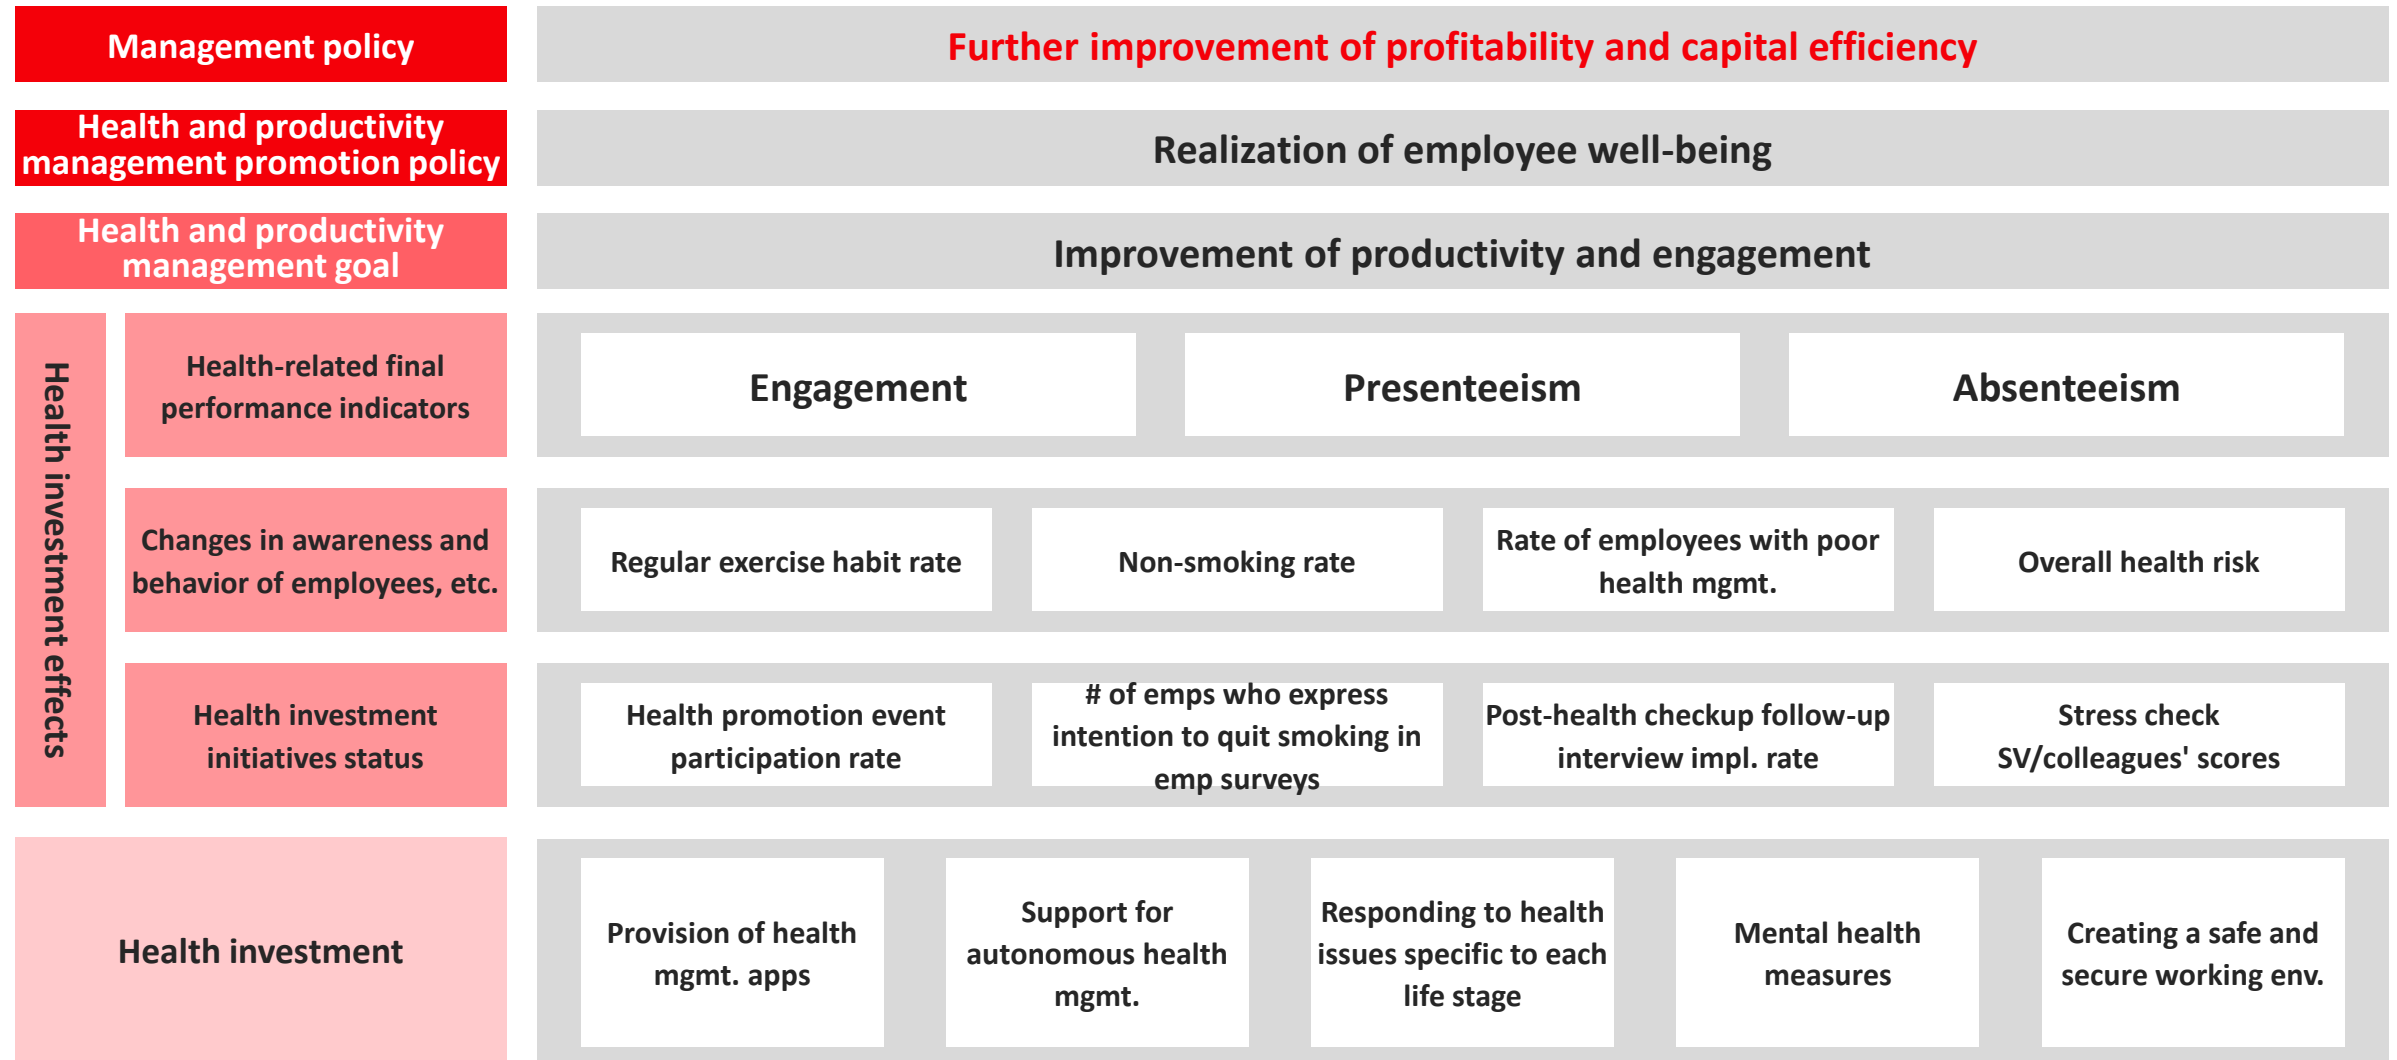 Management policy
Further improvement of profitability and capital efficiency
Health and productivity
management promotion policy
Realization of employee well-being
Health and productivity
management goal
Improvement of productivity and engagement
Health investment effects
Health-related final
performance indicators
Engagement
Presenteeism
Absenteeism
Changes in awareness and
behavior of employees, etc.
Regular exercise habit rate
Non-smoking rate
Rate of employees with poor
health mgmt.
Overall health risk
Health investment
initiatives status
Health promotion event
participation rate
# of emps who express
intention to quit smoking in
emp surveys
Post-health checkup follow-up
interview impl. rate
Stress check
SV/colleagues' scores
Health investment
Provision of health
mgmt. apps
Support for
autonomous health
mgmt.
Responding to health
issues specific to each
life stage
Mental health
measures
Creating a safe and
secure working env.